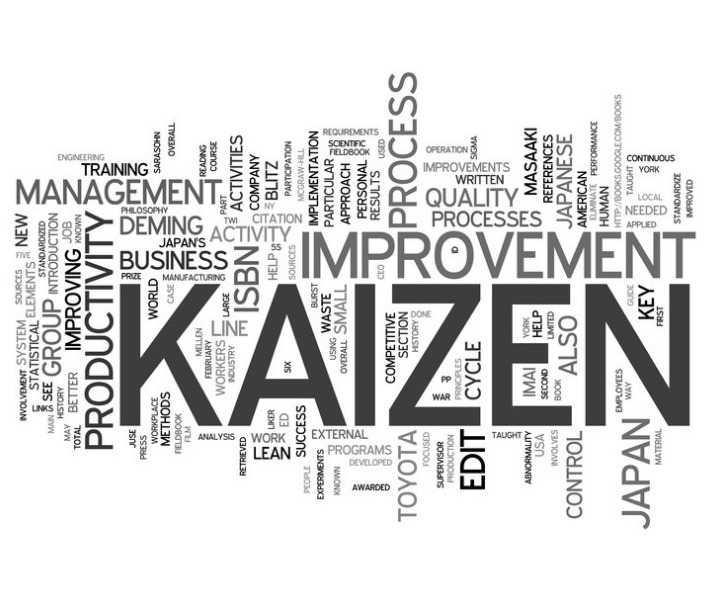 PROCESS
REQUIREMENTS
SCIENTIFIC
FIELDBOOK
USED
OPERATION
SIGMA
IMPROVEMENTS
WRITTEN
QUALITY
PROCESSES
MASAAKI
REFERENCES
JAPANESE
AMERICAN
ELIMINATE
PERFORMANCE
HUMAN
HTTP://BOOKS.GOOGLE.COM/BOOKS
TAUGHT
CONTINUOUS
YORK
LOCAL
NEEDED
APPLIED
STANDARDIZE
IMPROVED
ENGINEERING
TRAINING
SARASOHN
OVERALL
READING
COURSE
ACTIVITIES
COMPANY
BLITZ
NY
PARTICIPATION
MCGRAW-HILL
IMPLEMENTATION
PARTICULAR
APPROACH
PERSONAL
RESULTS
MANAGEMENT
PART
PHILOSOPHY
DEMING
TWI
CITATION
ACTIVITY
JAPAN'S
BUSINESS
PRIZE
MANUFACTURING
ISBN
HELP
5S
SOURCES
IMPROVEMENT
D
CEO
NEW
FIVE
SOURCES
STANDARDIZED
INTRODUCTION
JOB
KNOWN
ELEMENTS
SYSTEM
STATISTICAL
GROUP
IMPROVING
PRODUCTIVITY
INVOLVEMENT
LINKS
SEE
MAIN
HISTORY
BETTER
MAY
TOTAL
KAIZEN
WORLD
CASE
LARGE
LINE
MELLEN
FEBRUARY
WORKERS
INDUSTRY
SIX
BURST
WASTE
SMALL
USING
OVERALL
COMPETITIVE
SECTION
HISTORY
DONE
PP
WAR
PRINCIPLES
CYCLE
YORK
HELP
LIMITED
IMAI
SECOND
BOOK
ALSO
GUIDE
KEY
FIRST
EMPLOYEES
WAY
JUSE
PRESS
WORKPLACE
METHODS
FIELDBOOK
FILM
ANALYSIS
RETRIEVED
WORK
LEAN
LIKER
ED
SUCCESS
EXTERNAL
PROGRAMS
DEVELOPED
PEOPLE
EXPERIMENTS
KNOWN
AWARDED
TOYOTA
FOCUSED
SUPERVISOR
PRODUCTION
EDIT
TAUGHT
ABNORMALITY
USA
INVOLVES
CONTROL
JAPAN
MATERIAL